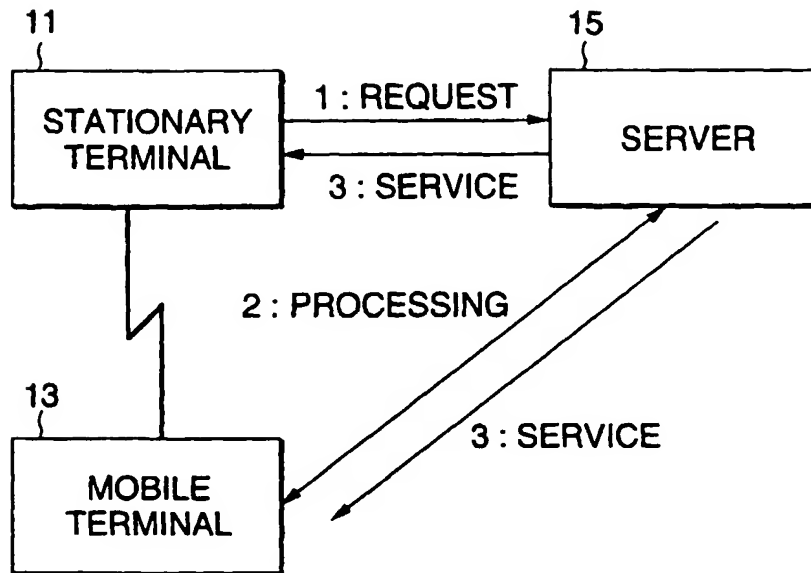 11
15
STATIONARY
TERMINAL
1 : REQUEST
3 : SERVICE
SERVER
2 : PROCESSING
3 : SERVICE
13
MOBILE
TERMINAL